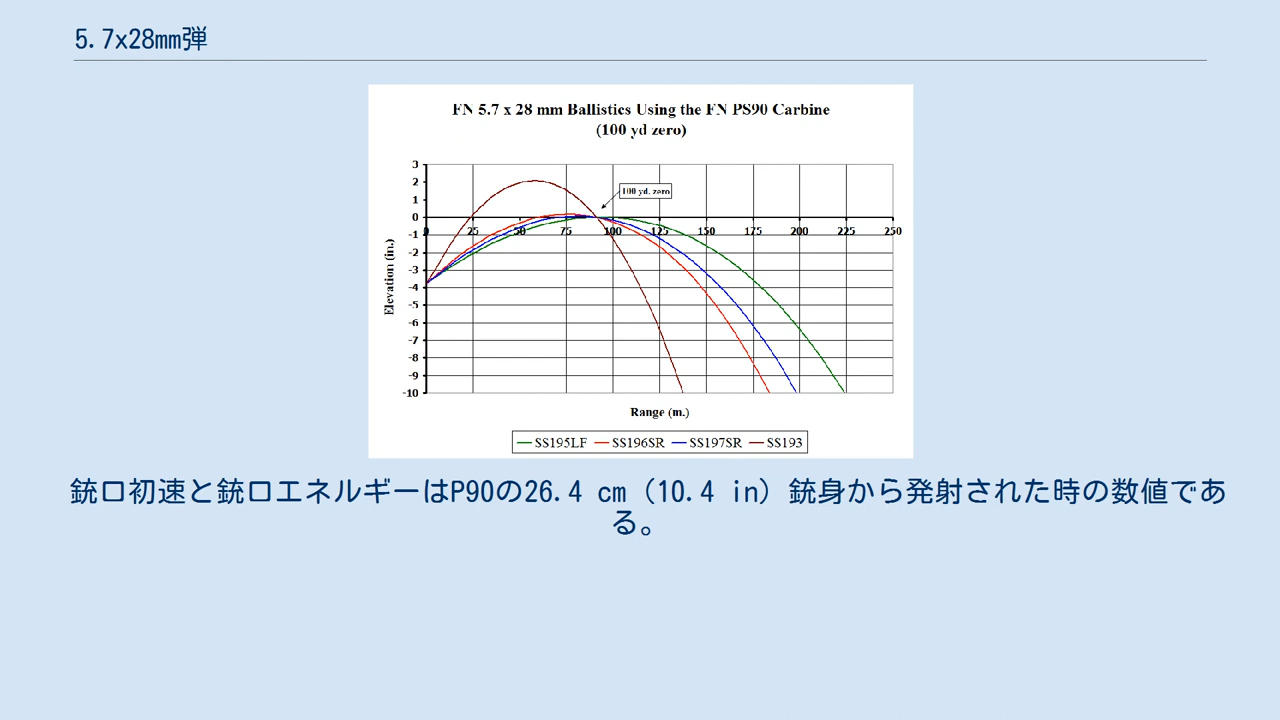 5.7x28mm弾
FN 5.7 x 28 mm Ballistics Using the FN PS90 Carbine
(100 yd zero)
100 yd. zero
3
2
1
0
-1
-2
-3
-4
-5
-6
-7
-8
-9
-10
0 25 50 75 100 125 150 175 200 225 250
Elevation (in.)
Range (m.)
SS195LF SS196SR SS197SR SS193
銃口初速と銃口エネルギーはP90の26.4 cm（10.4 in）銃身から発射された時の数値であ
る。